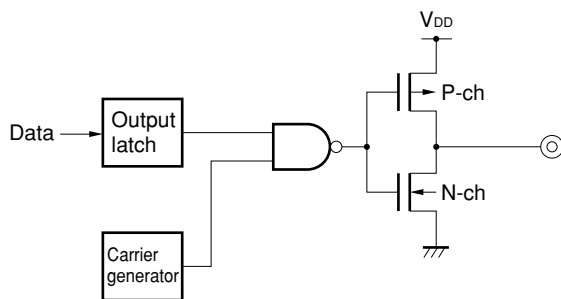 VDD
P-ch
Data
Output
latch
N-ch
Carrier
generator